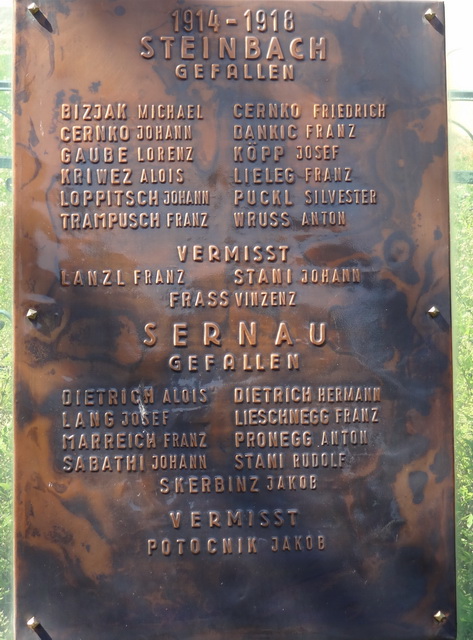 1914-1918
STEINBACH
GEFALLEN
BIZJAK MICHAEL CERNKO FRIEDRICH
CERNKO JOHANN DANKIC FRANZ
GAUBE LORENZ KÖPP JOSEF
KRIWEZ ALOIS LIELEG FRANZ
LOPPITSCH JOHANN PUCKL SILVESTER
TRAMPUSCH FRANZ WRUSS ANTON
VERMISST
LANZL FRANZ STANI JOHANN
FRASS VINZENZ
SERNAU
GEFALLEN
DIETRICH ALOIS DIETRICH HERMANN
LANG JOSEF LIESCHNEGG FRANZ
MARREICH FRANZ PRONEGG ANTON
SABATHI JOHANN STANI RUDOLF
SKERBINZ JAKOB
VERMISST
POTOCNIK JAKOB